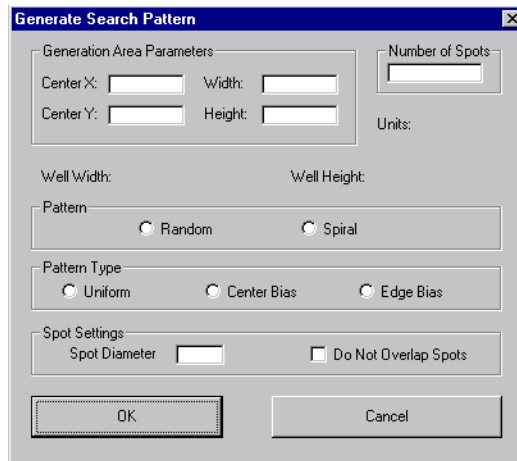 Generate Search Pattern
Generation Area Parameters
Number of Spots
Center X:
Width:
Center Y:
Height:
Units:
Well Width:
Well Height:
Pattern
Random
Spiral
Pattern Type
Uniform
Center Bias
Edge Bias
Spot Settings
Spot Diameter
Do Not Overlap Spots
OK
Cancel